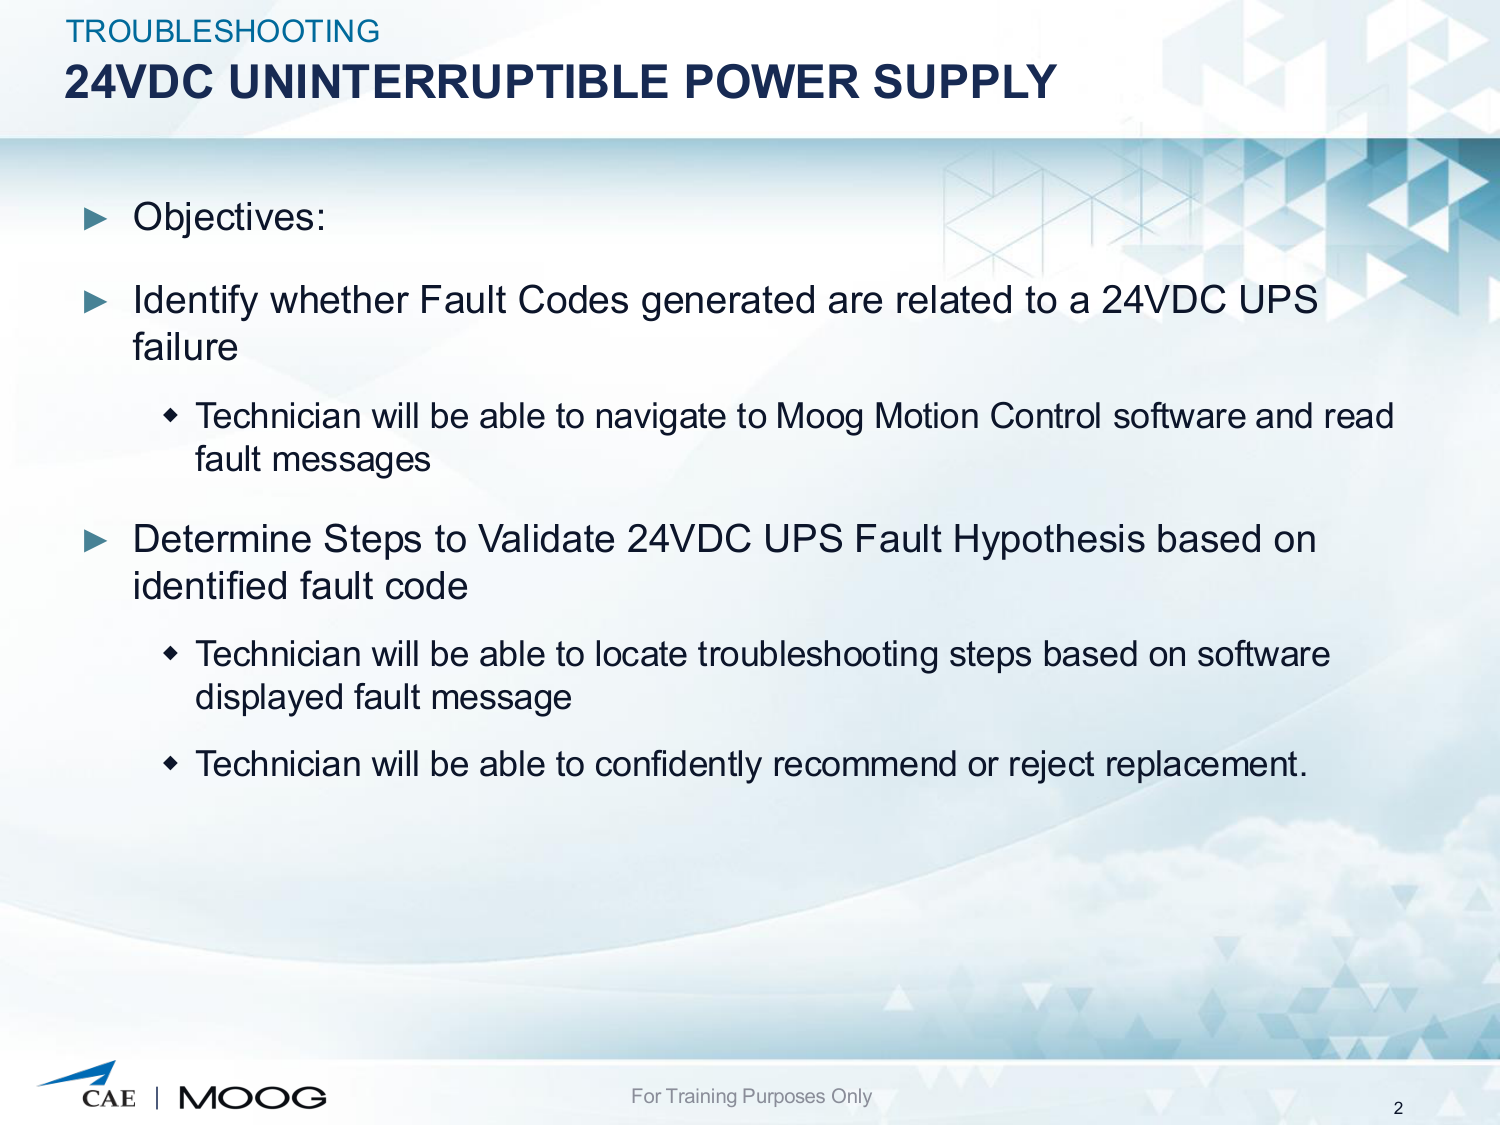 TROUBLESHOOTING
24VDC UNINTERRUPTIBLE POWER SUPPLY
► Objectives:
► Identify whether Fault Codes generated are related to a 24VDC UPS
failure
◆ Technician will be able to navigate to Moog Motion Control software and read
fault messages
► Determine Steps to Validate 24VDC UPS Fault Hypothesis based on
identified fault code
◆ Technician will be able to locate troubleshooting steps based on software
displayed fault message
◆ Technician will be able to confidently recommend or reject replacement.
CAE | MOOG
For Training Purposes Only
2